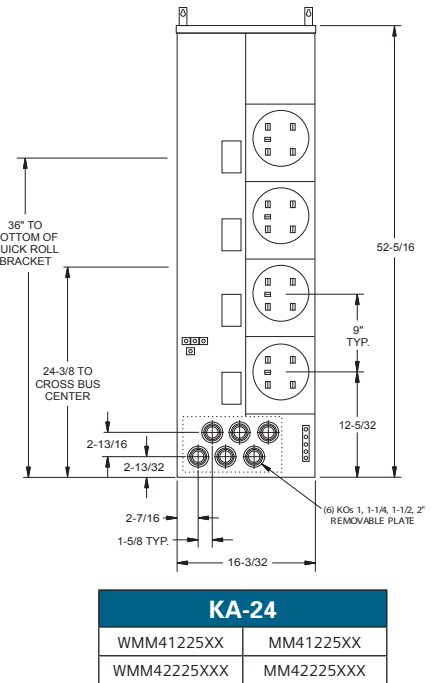 36" TO
OTTOM OF
UICK ROLL
BRACKET
52-5/16
9"
TYP.
24-3/8 TO
CROSS BUS
CENTER
12-5/32
2-13/16
2-13/32
2-7/16
(6) KOs 1, 1-1/4, 1-1/2, 2"
REMOVABLE PLATE
1-5/8 TYP.
16-3/32
KA-24
WMM41225XX MM41225XX
WMM42225XXX MM42225XXX